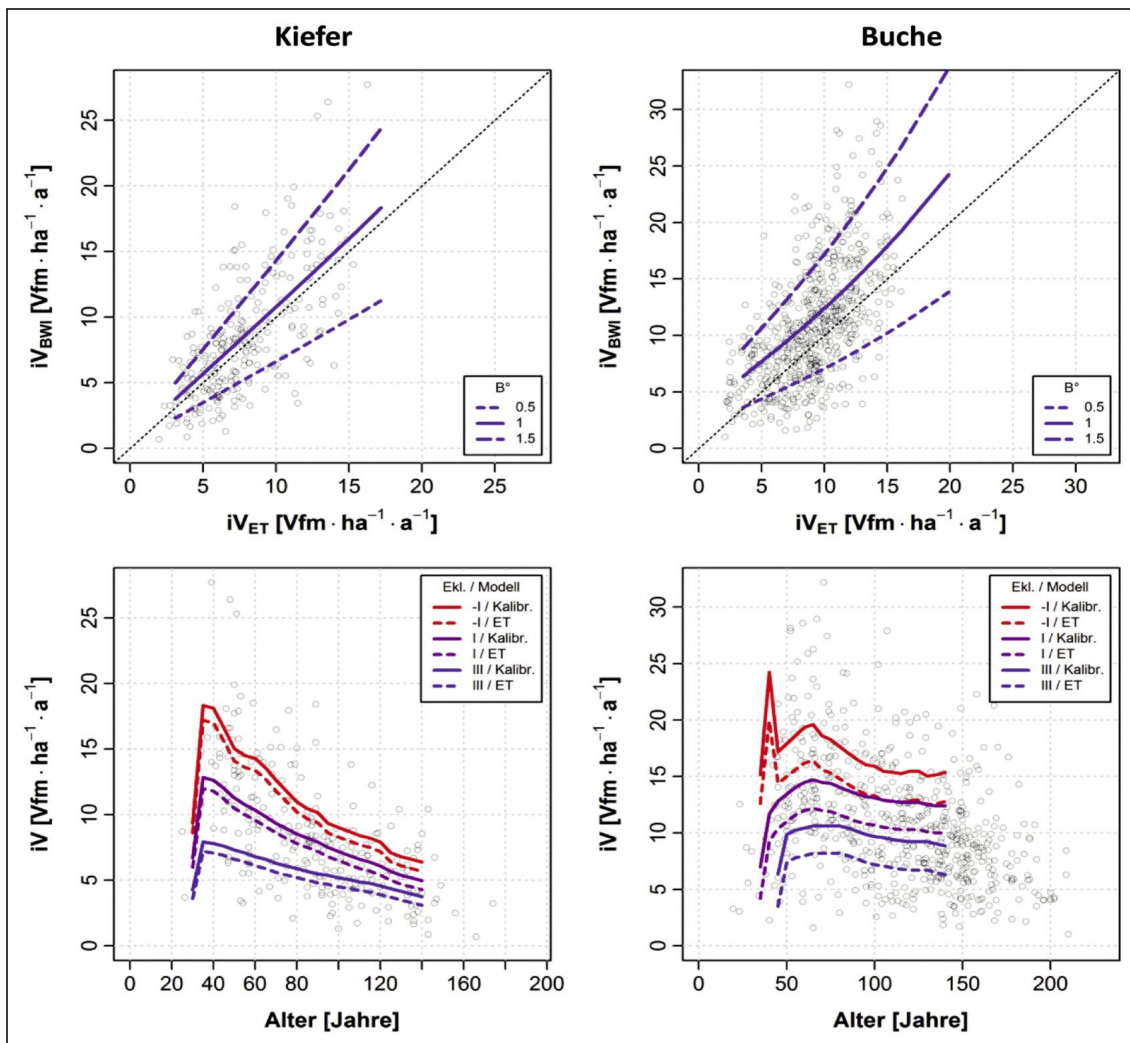 Kiefer
Buche
25
20
15
10
5
0
iV_BWI [Vfm · ha⁻¹ · a⁻¹]
B°
0.5
1
1.5
0 5 10 15 20 25
iV_ET [Vfm · ha⁻¹ · a⁻¹]
30
25
20
15
10
5
0
iV_BWI [Vfm · ha⁻¹ · a⁻¹]
B°
0.5
1
1.5
0 5 10 15 20 25 30
iV_ET [Vfm · ha⁻¹ · a⁻¹]
25
20
15
10
5
0
iV [Vfm · ha⁻¹ · a⁻¹]
Ekl. / Modell
-I / Kalibr.
-I / ET
I / Kalibr.
I / ET
III / Kalibr.
III / ET
0 20 40 60 80 120 160 200
Alter [Jahre]
30
25
20
15
10
5
0
iV [Vfm · ha⁻¹ · a⁻¹]
Ekl. / Modell
-I / Kalibr.
-I / ET
I / Kalibr.
I / ET
III / Kalibr.
III / ET
0 50 100 150 200
Alter [Jahre]